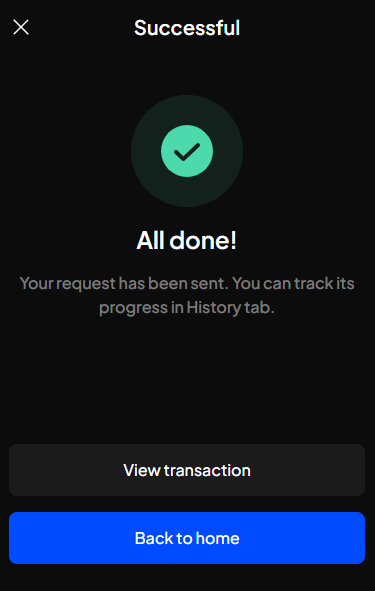 Successful
All done!
Your request has been sent. You can track its
progress in History tab.
View transaction
Back to home